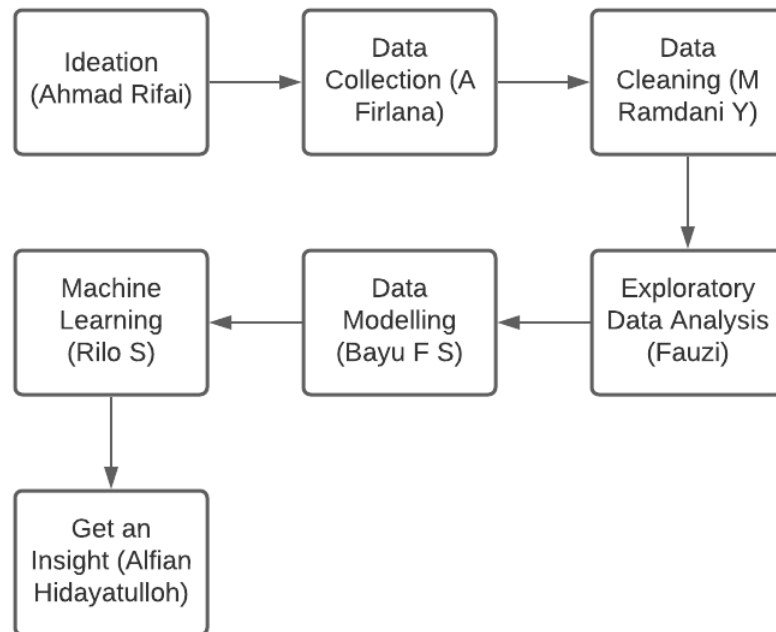 Ideation
(Ahmad Rifai)
Data
Collection (A
Firlana)
Data
Cleaning (M
Ramdani Y)
Exploratory
Data Analysis
(Fauzi)
Data
Modelling
(Bayu F S)
Machine
Learning
(Rilo S)
Get an
Insight (Alfian
Hidayatulloh)